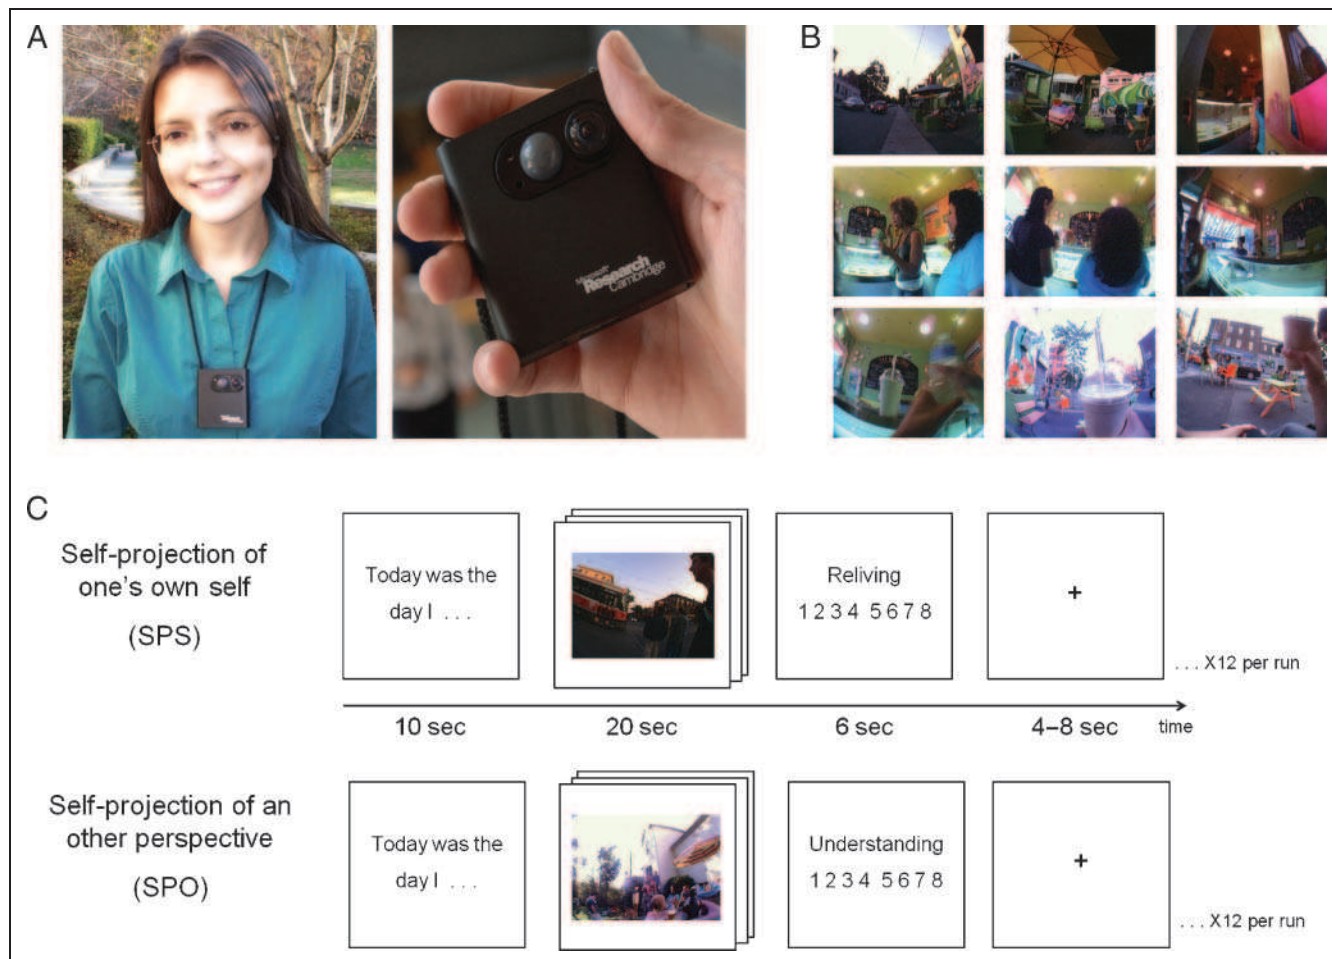 A
B
Microsoft
Research
Cambridge
C
Self-projection of
one's own self
(SPS)
Today was the
day I . . .
Reliving
1 2 3 4 5 6 7 8
+
. . . X12 per run
10 sec
20 sec
6 sec
4–8 sec
time
Self-projection of an
other perspective
(SPO)
Today was the
day I . . .
Understanding
1 2 3 4 5 6 7 8
+
. . . X12 per run